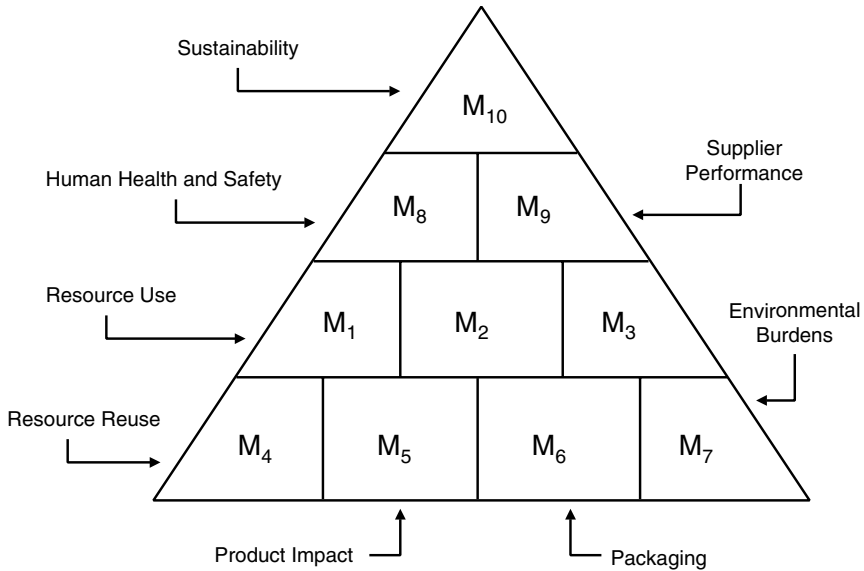 Sustainability
M₁₀
Supplier
Performance
Human Health and Safety
M₈ M₉
Resource Use
M₁ M₂ M₃
Environmental
Burdens
Resource Reuse
M₄ M₅ M₆ M₇
Product Impact
Packaging